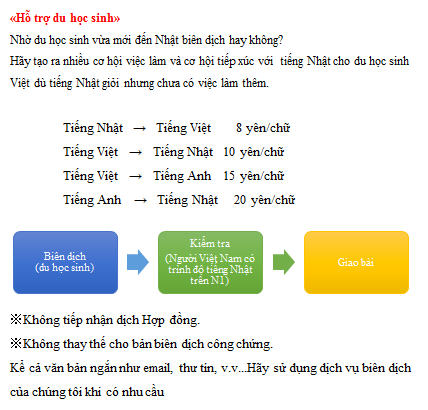 «Hỗ trợ du học sinh»
Nhờ du học sinh vừa mới đến Nhật biên dịch hay không?
Hãy tạo ra nhiều cơ hội việc làm và cơ hội tiếp xúc với tiếng Nhật cho du học sinh
Việt dù tiếng Nhật giỏi nhưng chưa có việc làm thêm.
Tiếng Nhật → Tiếng Việt 8 yên/chữ
Tiếng Việt → Tiếng Nhật 10 yên/chữ
Tiếng Việt → Tiếng Anh 15 yên/chữ
Tiếng Anh → Tiếng Nhật 20 yên/chữ
Biên dịch
(du học sinh)
Kiểm tra
(Người Việt Nam có
trình độ tiếng Nhật
trên N1)
Giao bài
※Không tiếp nhận dịch Hợp đồng.
※Không thay thế cho bản biên dịch công chứng.
Kể cả văn bản ngắn như email, thư tín, v.v...Hãy sử dụng dịch vụ biên dịch
của chúng tôi khi có nhu cầu